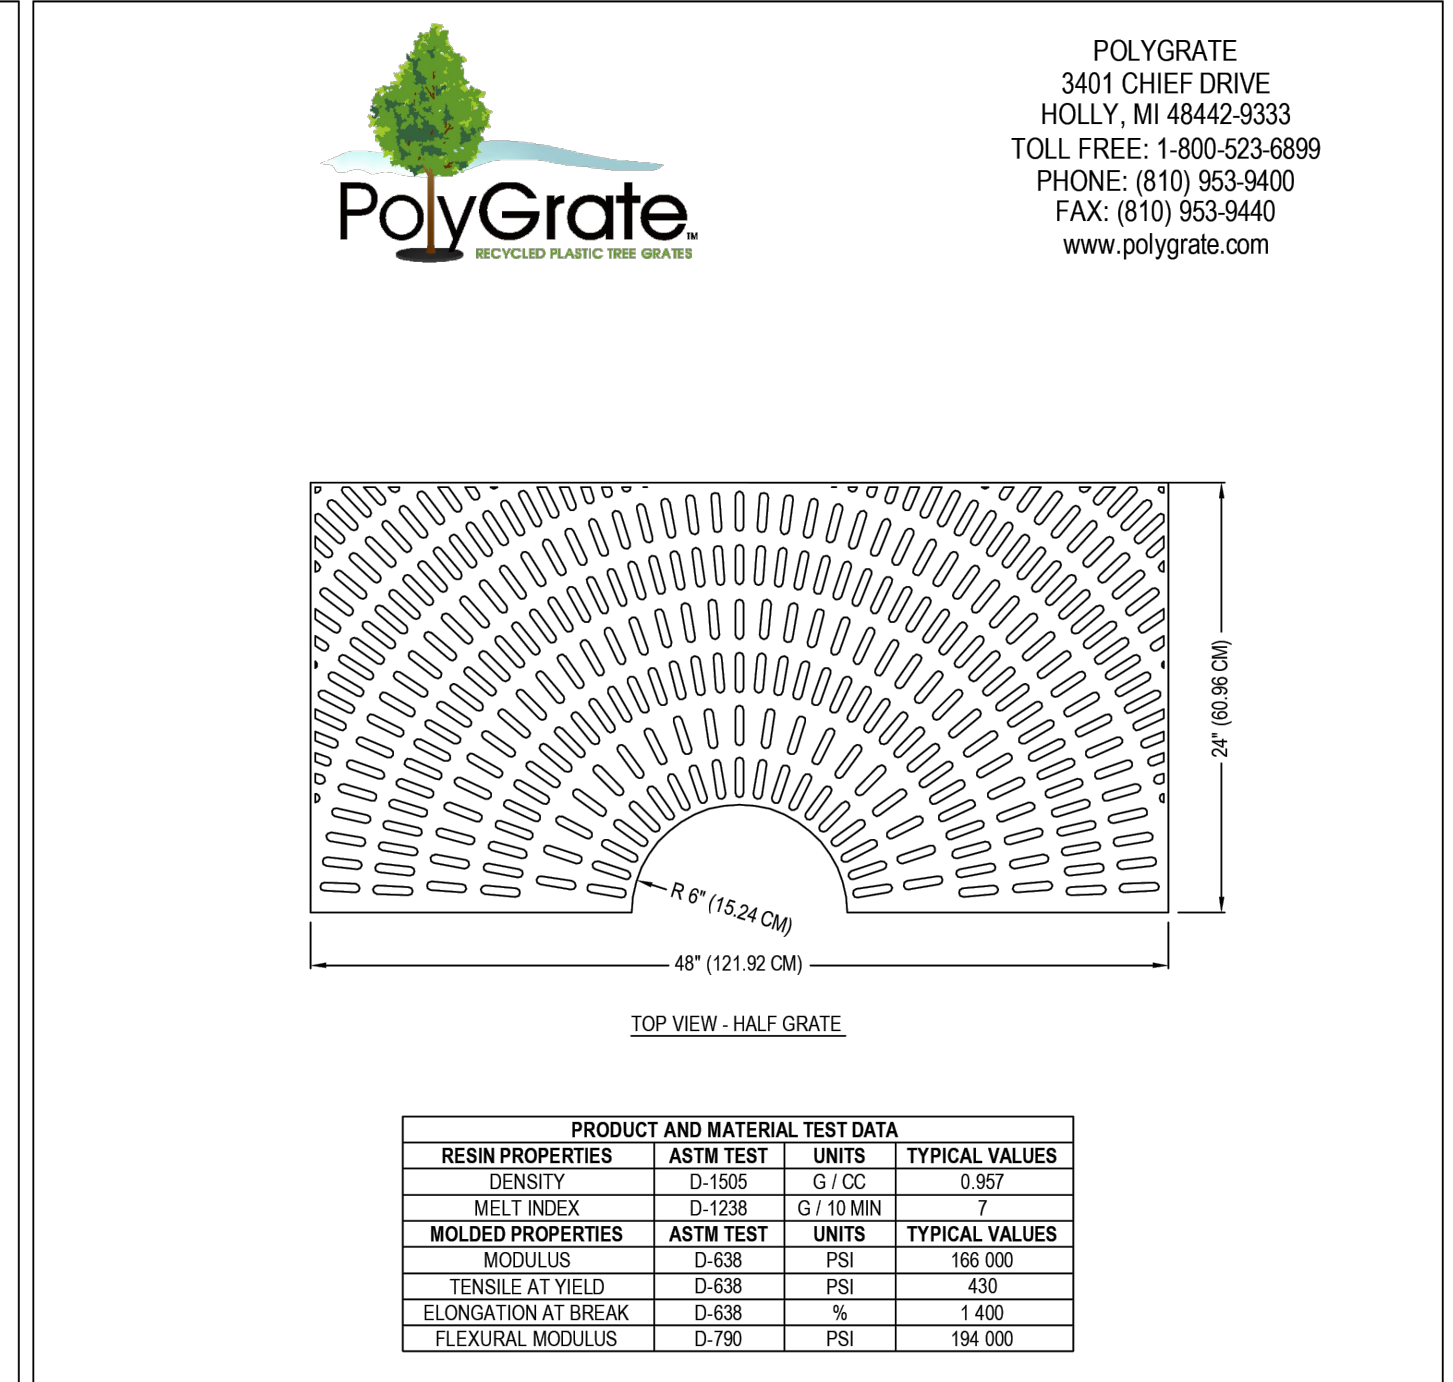 PolyGrate™
RECYCLED PLASTIC TREE GRATES
POLYGRATE
3401 CHIEF DRIVE
HOLLY, MI 48442-9333
TOLL FREE: 1-800-523-6899
PHONE: (810) 953-9400
FAX: (810) 953-9440
www.polygrate.com
24" (60.96 CM)
R 6" (15.24 CM)
48" (121.92 CM)
TOP VIEW - HALF GRATE
PRODUCT AND MATERIAL TEST DATA
RESIN PROPERTIES ASTM TEST UNITS TYPICAL VALUES
DENSITY D-1505 G / CC 0.957
MELT INDEX D-1238 G / 10 MIN 7
MOLDED PROPERTIES ASTM TEST UNITS TYPICAL VALUES
MODULUS D-638 PSI 166 000
TENSILE AT YIELD D-638 PSI 430
ELONGATION AT BREAK D-638 % 1 400
FLEXURAL MODULUS D-790 PSI 194 000